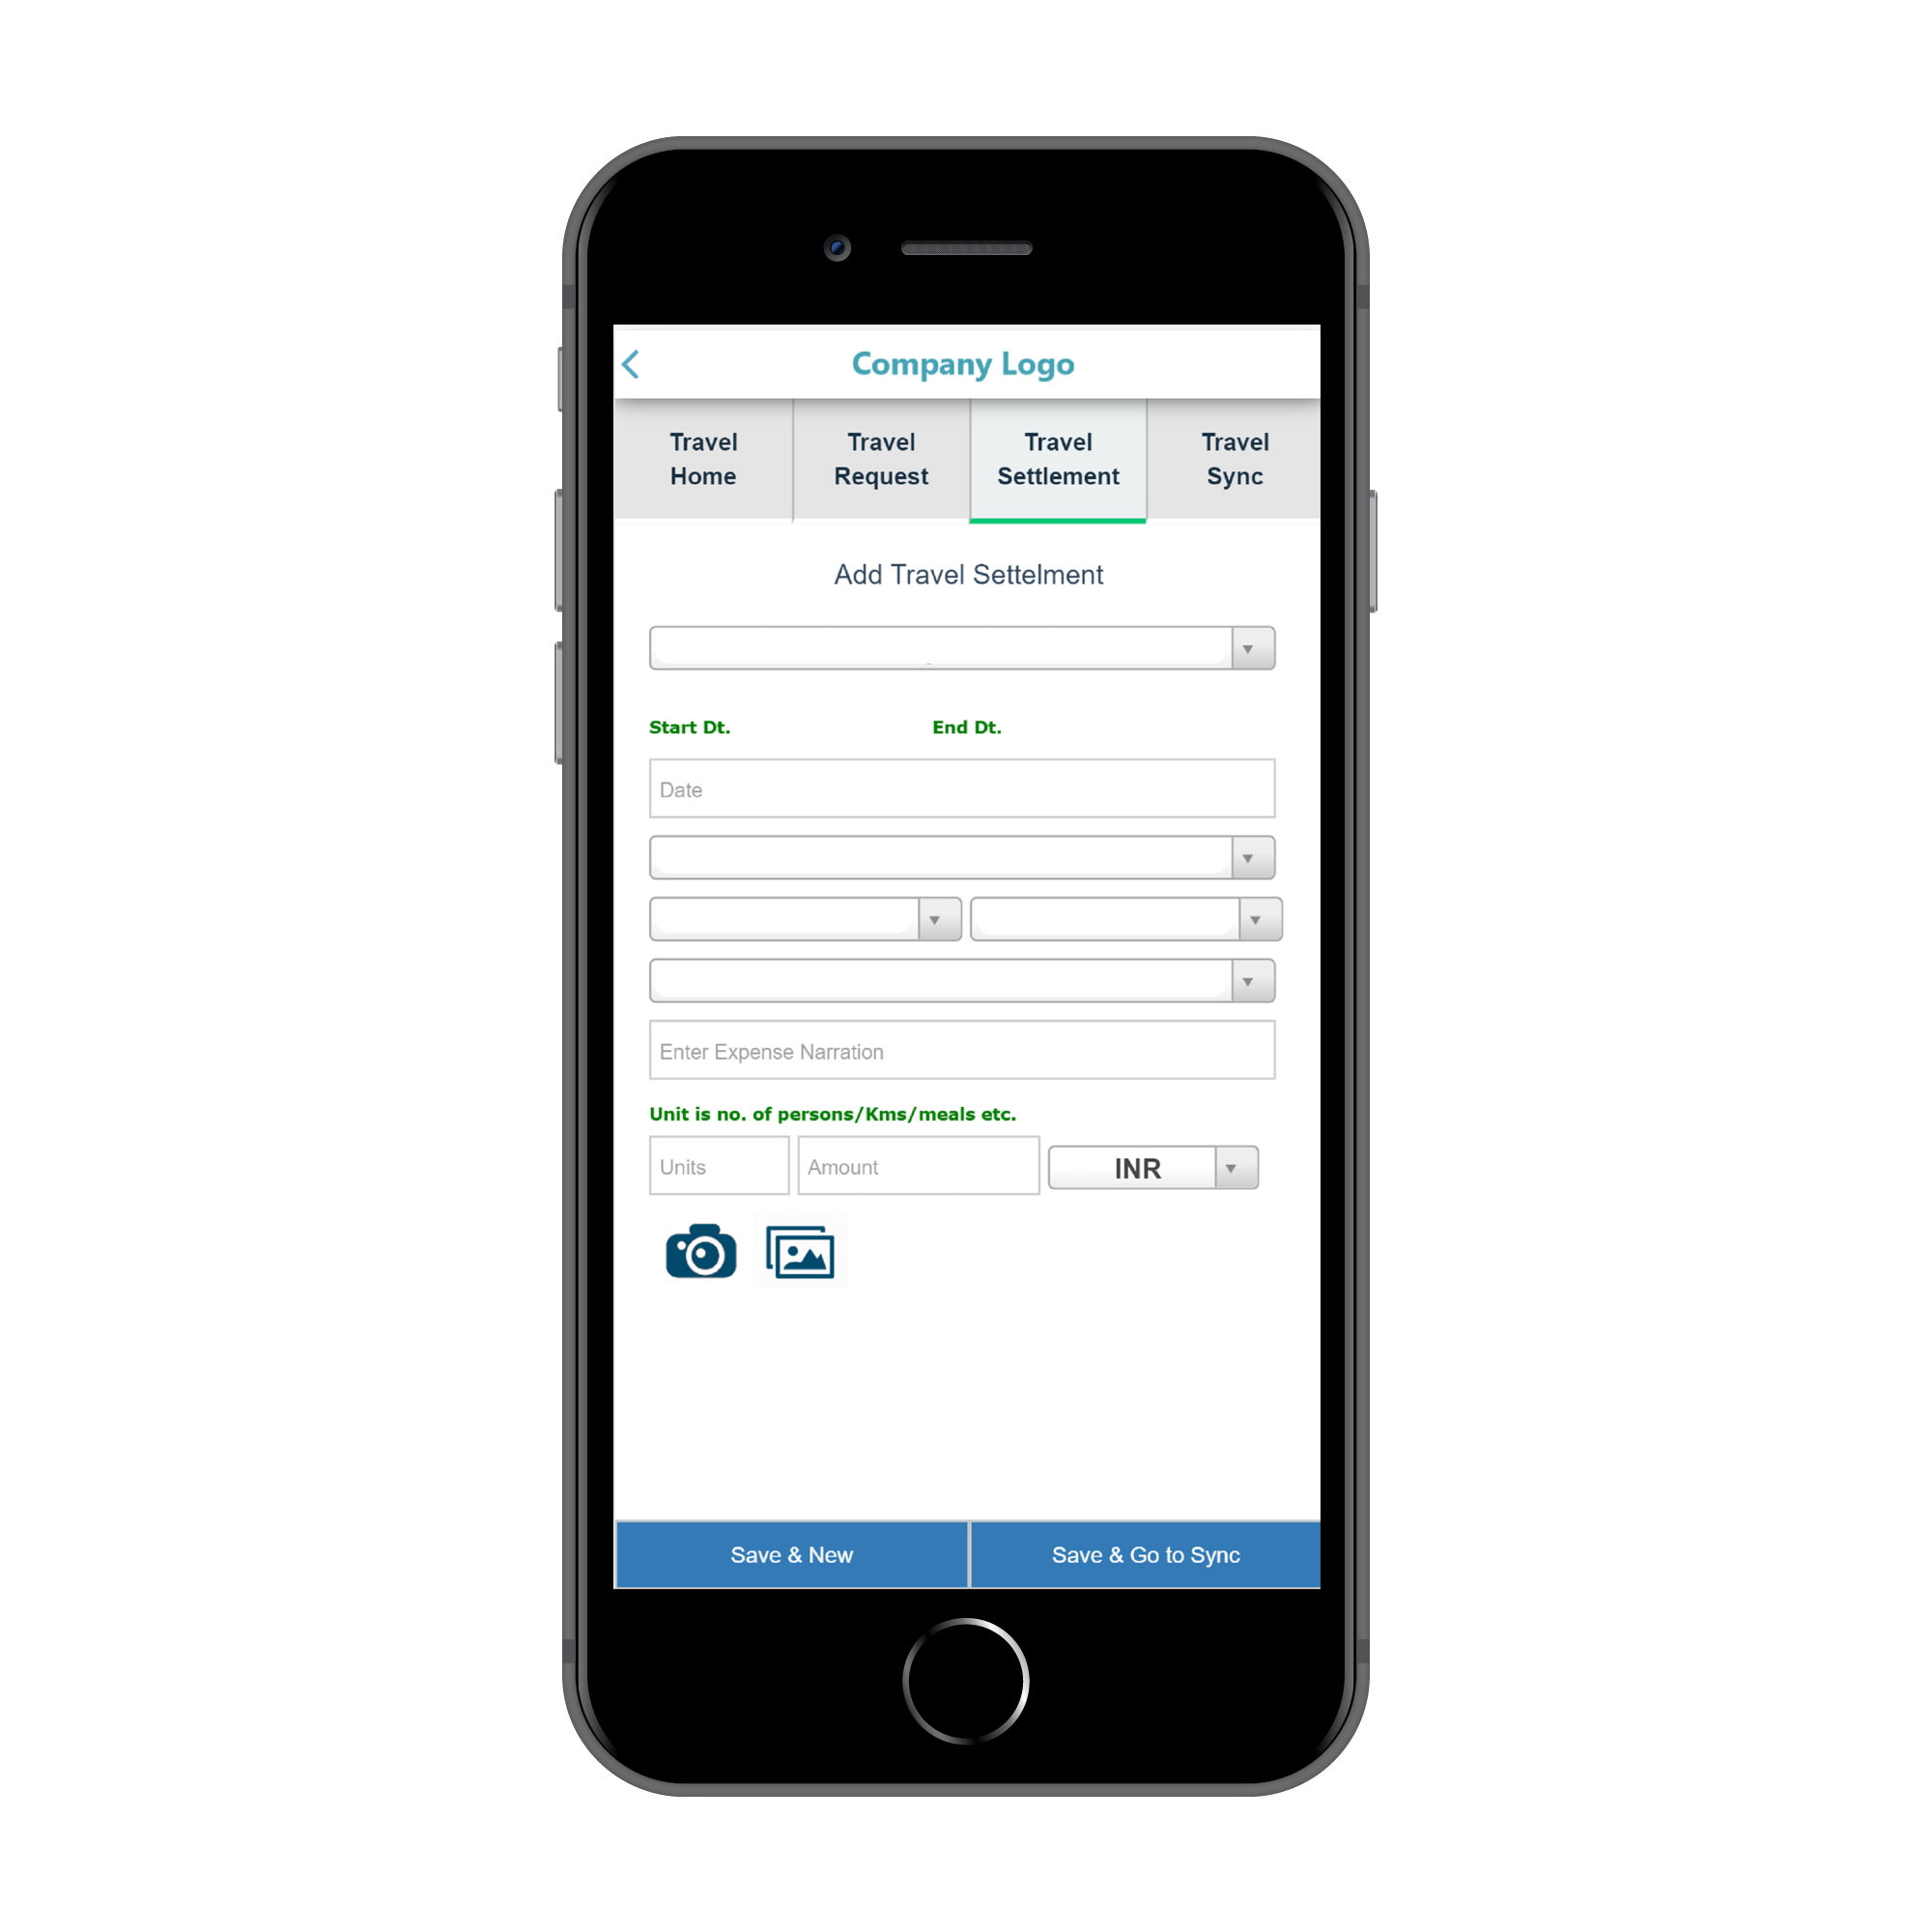 Company Logo
Travel Home
Travel Request
Travel Settlement
Travel Sync
Add Travel Settelment
Start Dt. End Dt.
Date
Enter Expense Narration
Unit is no. of persons/Kms/meals etc.
Units Amount INR
Save & New Save & Go to Sync